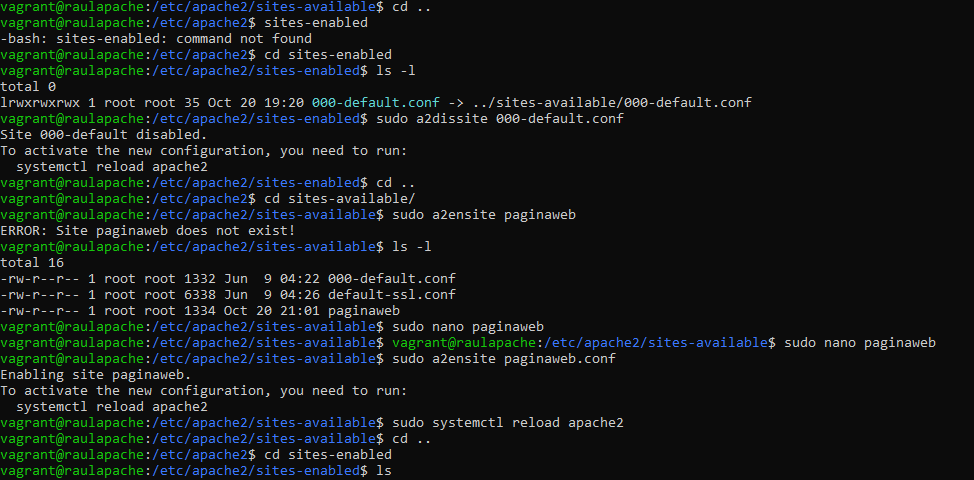 vagrant@raulapache:/etc/apache2/sites-available$ cd ..
vagrant@raulapache:/etc/apache2$ sites-enabled
-bash: sites-enabled: command not found
vagrant@raulapache:/etc/apache2$ cd sites-enabled
vagrant@raulapache:/etc/apache2/sites-enabled$ ls -l
total 0
lrwxrwxrwx 1 root root 35 Oct 20 19:20 000-default.conf -> ../sites-available/000-default.conf
vagrant@raulapache:/etc/apache2/sites-enabled$ sudo a2dissite 000-default.conf
Site 000-default disabled.
To activate the new configuration, you need to run:
  systemctl reload apache2
vagrant@raulapache:/etc/apache2/sites-enabled$ cd ..
vagrant@raulapache:/etc/apache2$ cd sites-available/
vagrant@raulapache:/etc/apache2/sites-available$ sudo a2ensite paginaweb
ERROR: Site paginaweb does not exist!
vagrant@raulapache:/etc/apache2/sites-available$ ls -l
total 16
-rw-r--r-- 1 root root 1332 Jun  9 04:22 000-default.conf
-rw-r--r-- 1 root root 6338 Jun  9 04:26 default-ssl.conf
-rw-r--r-- 1 root root 1334 Oct 20 21:01 paginaweb
vagrant@raulapache:/etc/apache2/sites-available$ sudo nano paginaweb
vagrant@raulapache:/etc/apache2/sites-available$ vagrant@raulapache:/etc/apache2/sites-available$ sudo nano paginaweb
vagrant@raulapache:/etc/apache2/sites-available$ sudo a2ensite paginaweb.conf
Enabling site paginaweb.
To activate the new configuration, you need to run:
  systemctl reload apache2
vagrant@raulapache:/etc/apache2/sites-available$ sudo systemctl reload apache2
vagrant@raulapache:/etc/apache2/sites-available$ cd ..
vagrant@raulapache:/etc/apache2$ cd sites-enabled
vagrant@raulapache:/etc/apache2/sites-enabled$ ls